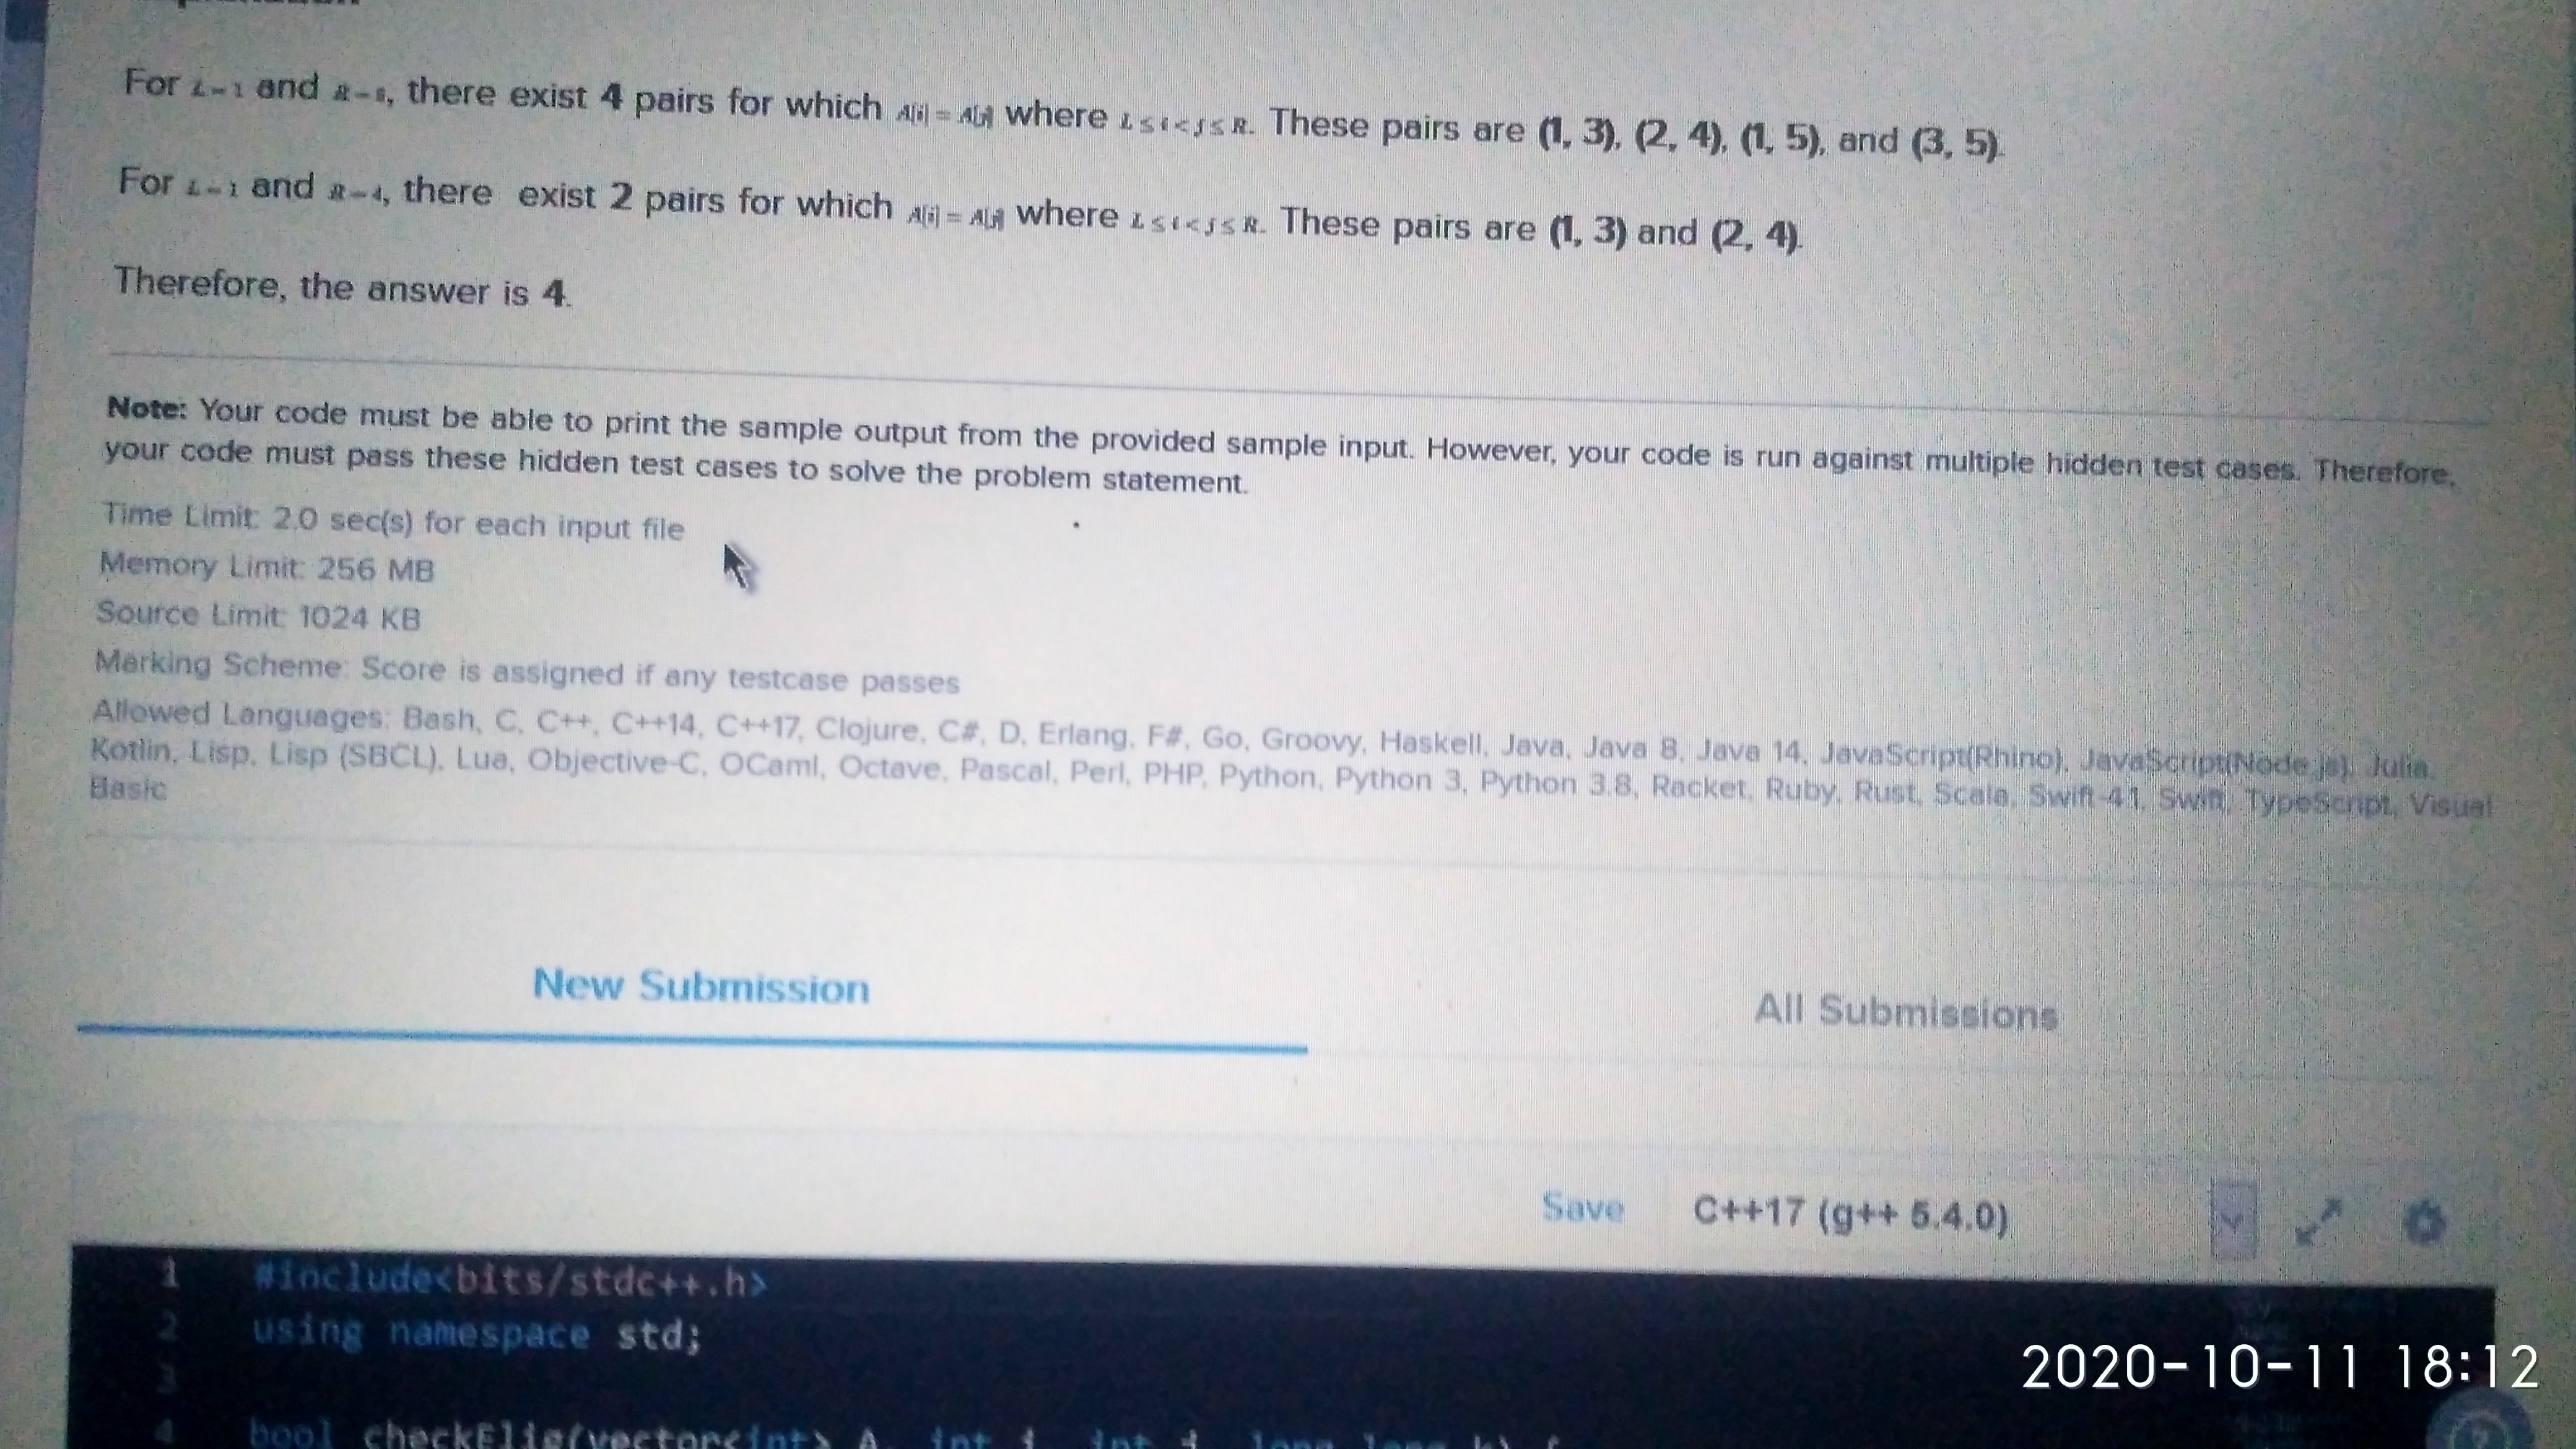 For L = 1 and R = 5, there exist 4 pairs for which A[i] = A[j] where L ≤ i < j ≤ R. These pairs are (1, 3), (2, 4), (1, 5), and (3, 5).
For L = 1 and R = 4, there exist 2 pairs for which A[i] = A[j] where L ≤ i < j ≤ R. These pairs are (1, 3) and (2, 4).
Therefore, the answer is 4.
Note: Your code must be able to print the sample output from the provided sample input. However, your code is run against multiple hidden test cases. Therefore,
your code must pass these hidden test cases to solve the problem statement.
Time Limit: 2.0 sec(s) for each input file
Memory Limit: 256 MB
Source Limit: 1024 KB
Marking Scheme: Score is assigned if any testcase passes
Allowed Languages: Bash, C, C++, C++14, C++17, Clojure, C#, D, Erlang, F#, Go, Groovy, Haskell, Java, Java 8, Java 14, JavaScript(Rhino), JavaScript(Node.js), Julia,
Kotlin, Lisp, Lisp (SBCL), Lua, Objective-C, OCaml, Octave, Pascal, Perl, PHP, Python, Python 3, Python 3.8, Racket, Ruby, Rust, Scala, Swift-4.1, Swift, TypeScript, Visual
Basic
New Submission
All Submissions
Save C++17 (g++ 5.4.0)
1 #include<bits/stdc++.h>
2 using namespace std;
3
4 bool checkElig(vector<int> A, int i, int j, long long k) {
2020-10-11 18:12